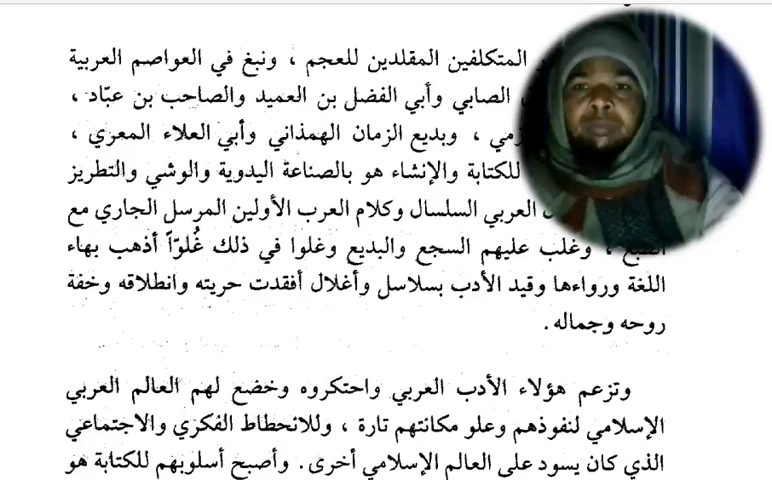 المتكلفين المقلدين للعجم ، ونبغ في العواصم العربية
الصابي وأبي الفضل بن العميد والصاحب بن عبّاد ،
وبديع الزمان الهمذاني وأبي العلاء المعري ،
للكتابة والإنشاء هو بالصناعة اليدوية والوشي والتطريز
العربي السلسال وكلام العرب الأولين المرسل الجاري مع
، وغلب عليهم السجع والبديع وغلوا في ذلك غُلوّاً أذهب بهاء
اللغة ورواءها وقيد الأدب بسلاسل وأغلال أفقدت حريته وانطلاقه وخفة
روحه وجماله .
وتزعم هؤلاء الأدب العربي واحتكروه وخضع لهم العالم العربي
الإسلامي لنفوذهم وعلو مكانتهم تارة ، وللانحطاط الفكري والاجتماعي
الذي كان يسود على العالم الإسلامي أخرى . وأصبح أسلوبهم للكتابة هو